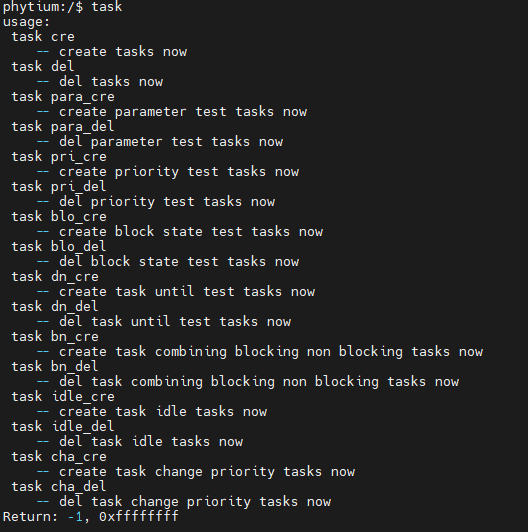 phytium:/$ task
usage:
 task cre
    -- create tasks now
 task del
    -- del tasks now
 task para_cre
    -- create parameter test tasks now
 task para_del
    -- del parameter test tasks now
 task pri_cre
    -- create priority test tasks now
 task pri_del
    -- del priority test tasks now
 task blo_cre
    -- create block state test tasks now
 task blo_del
    -- del block state test tasks now
 task dn_cre
    -- create task until test tasks now
 task dn_del
    -- del task until test tasks now
 task bn_cre
    -- create task combining blocking non blocking tasks now
 task bn_del
    -- del task combining blocking non blocking tasks now
 task idle_cre
    -- create task idle tasks now
 task idle_del
    -- del task idle tasks now
 task cha_cre
    -- create task change priority tasks now
 task cha_del
    -- del task change priority tasks now
Return: -1, 0xffffffff